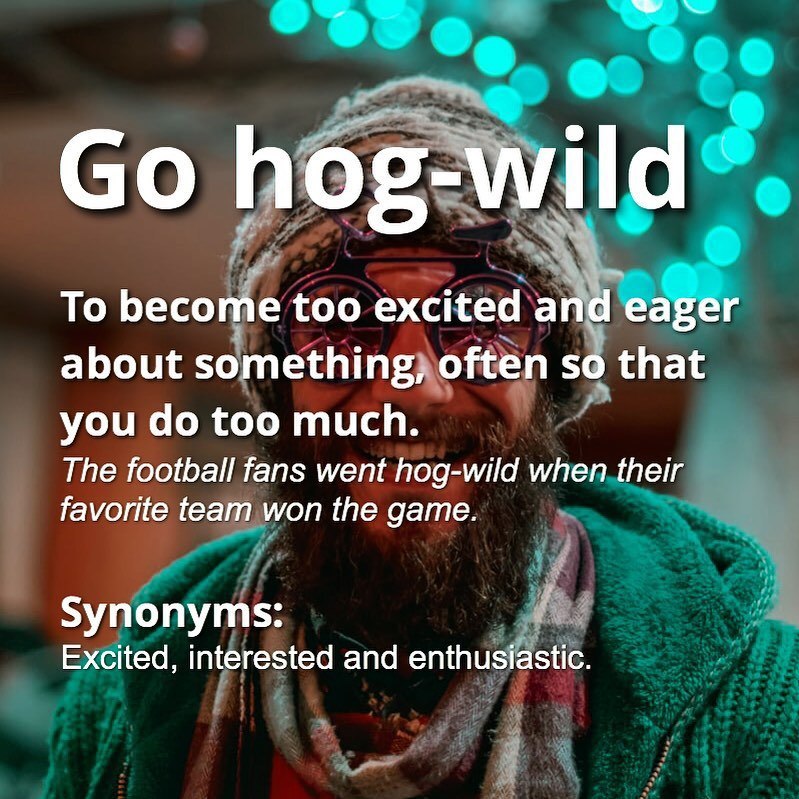 Go hog-wild
To become too excited and eager
about something, often so that
you do too much.
The football fans went hog-wild when their
favorite team won the game.
Synonyms:
Excited, interested and enthusiastic.